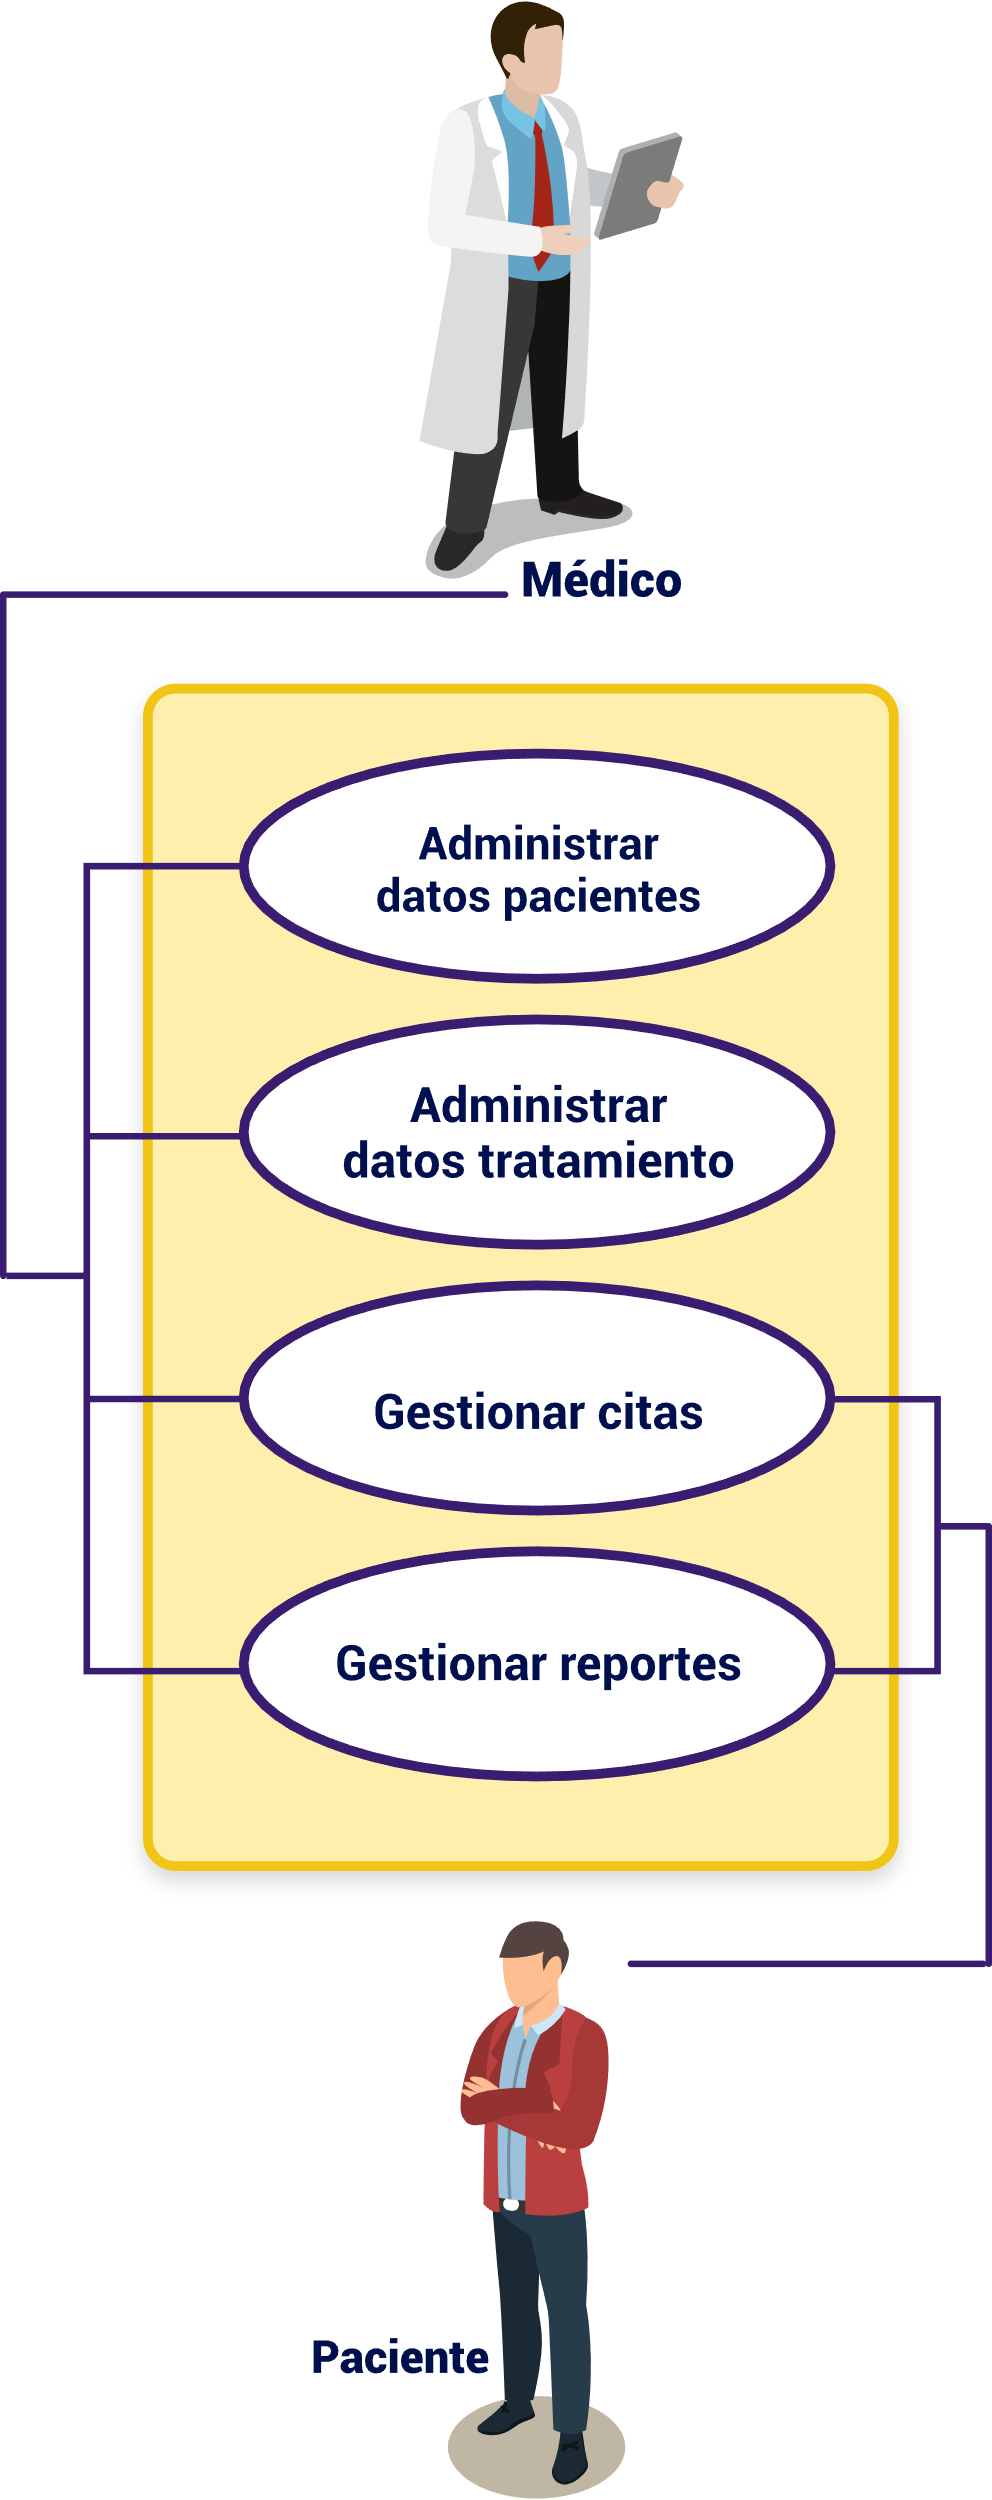 Médico
Administrar
datos pacientes
Administrar
datos tratamiento
Gestionar citas
Gestionar reportes
Paciente